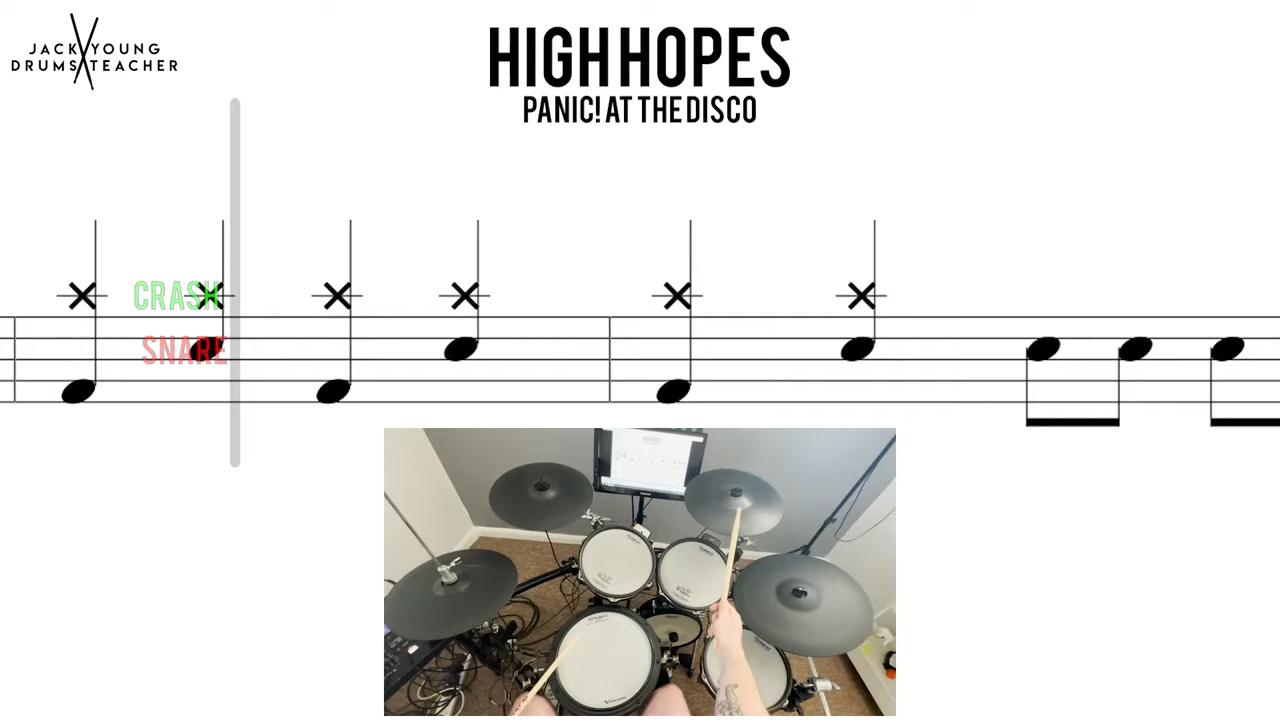 JACK YOUNG
DRUMS TEACHER
HIGH HOPES
PANIC! AT THE DISCO
CRASH
SNARE